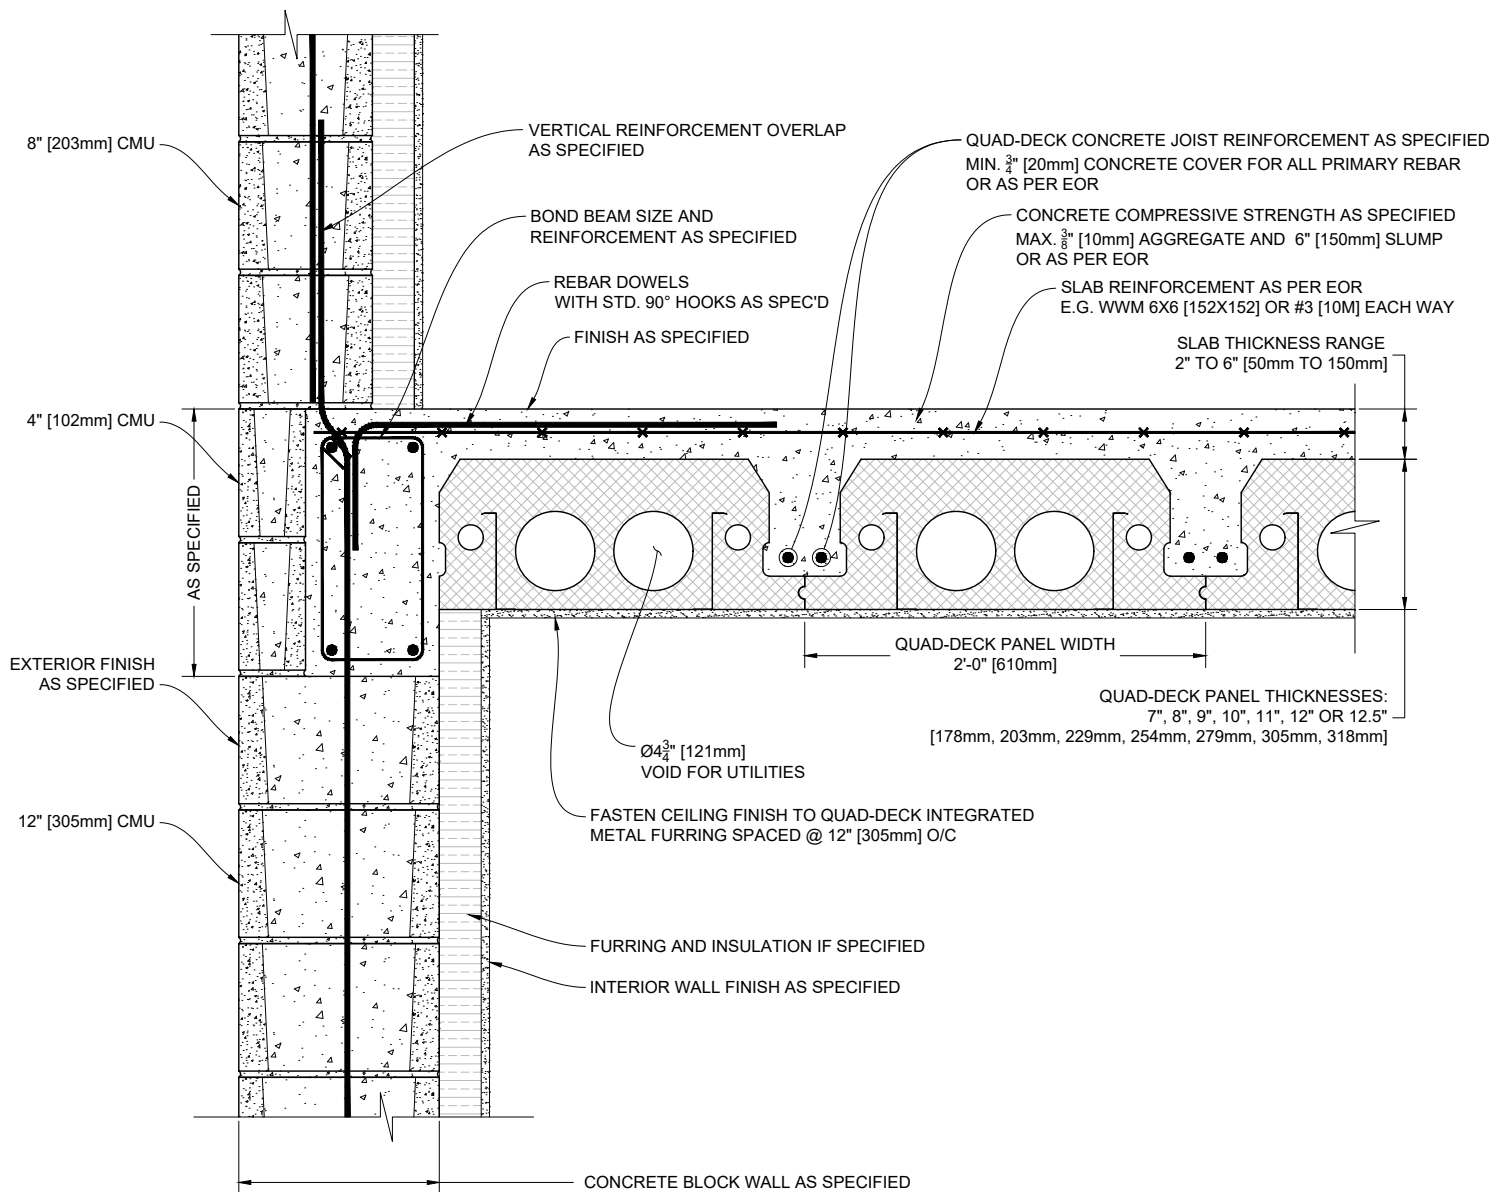 8" [203mm] CMU
VERTICAL REINFORCEMENT OVERLAP
AS SPECIFIED
BOND BEAM SIZE AND
REINFORCEMENT AS SPECIFIED
REBAR DOWELS
WITH STD. 90° HOOKS AS SPEC'D
FINISH AS SPECIFIED
QUAD-DECK CONCRETE JOIST REINFORCEMENT AS SPECIFIED
MIN. 3/4" [20mm] CONCRETE COVER FOR ALL PRIMARY REBAR
OR AS PER EOR
CONCRETE COMPRESSIVE STRENGTH AS SPECIFIED
MAX. 3/8" [10mm] AGGREGATE AND 6" [150mm] SLUMP
OR AS PER EOR
SLAB REINFORCEMENT AS PER EOR
E.G. WWM 6X6 [152X152] OR #3 [10M] EACH WAY
SLAB THICKNESS RANGE
2" TO 6" [50mm TO 150mm]
4" [102mm] CMU
AS SPECIFIED
EXTERIOR FINISH
AS SPECIFIED
QUAD-DECK PANEL WIDTH
2'-0" [610mm]
QUAD-DECK PANEL THICKNESSES:
7", 8", 9", 10", 11", 12" OR 12.5"
[178mm, 203mm, 229mm, 254mm, 279mm, 305mm, 318mm]
Ø4 3/4" [121mm]
VOID FOR UTILITIES
12" [305mm] CMU
FASTEN CEILING FINISH TO QUAD-DECK INTEGRATED
METAL FURRING SPACED @ 12" [305mm] O/C
FURRING AND INSULATION IF SPECIFIED
INTERIOR WALL FINISH AS SPECIFIED
CONCRETE BLOCK WALL AS SPECIFIED